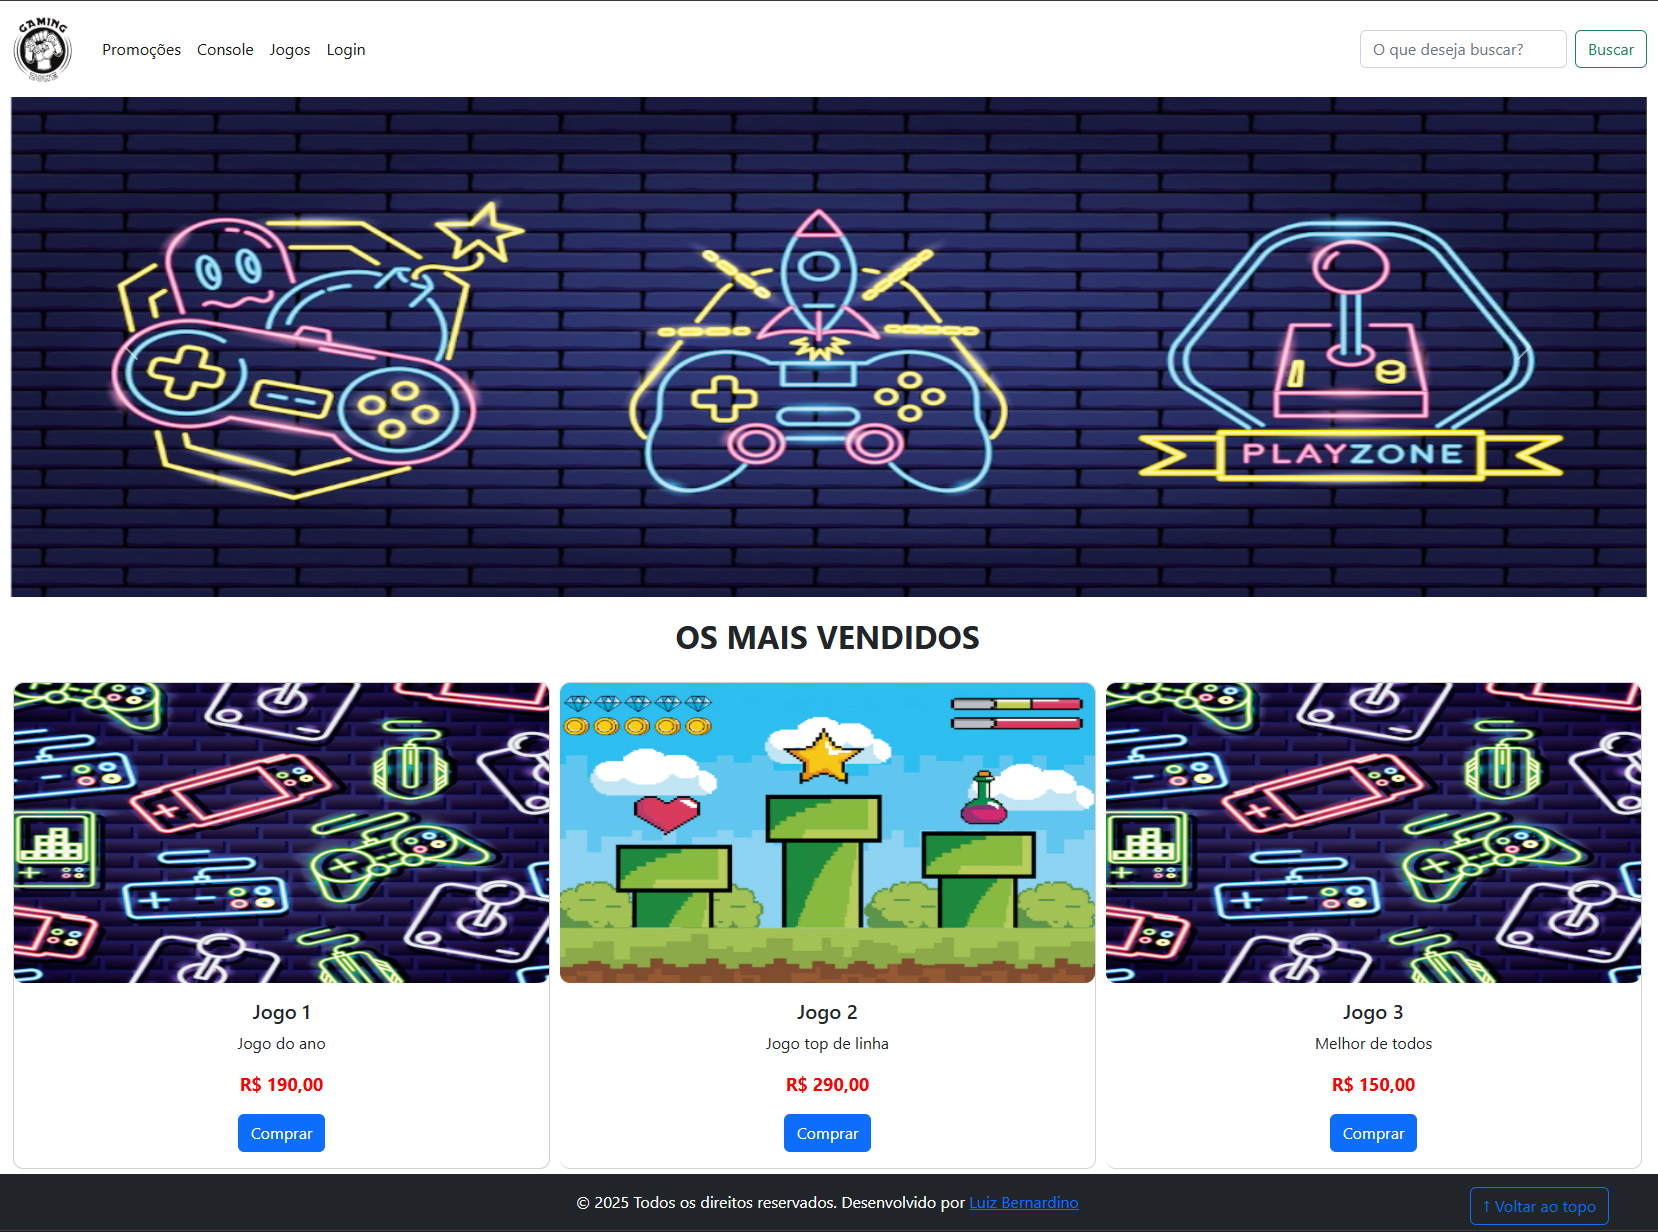 GAMING
ZONE
Promoções Console Jogos Login
O que deseja buscar? Buscar
PLAYZONE
OS MAIS VENDIDOS
Jogo 1
Jogo do ano
R$ 190,00
Comprar
Jogo 2
Jogo top de linha
R$ 290,00
Comprar
Jogo 3
Melhor de todos
R$ 150,00
Comprar
© 2025 Todos os direitos reservados. Desenvolvido por Luiz Bernardino
↑ Voltar ao topo